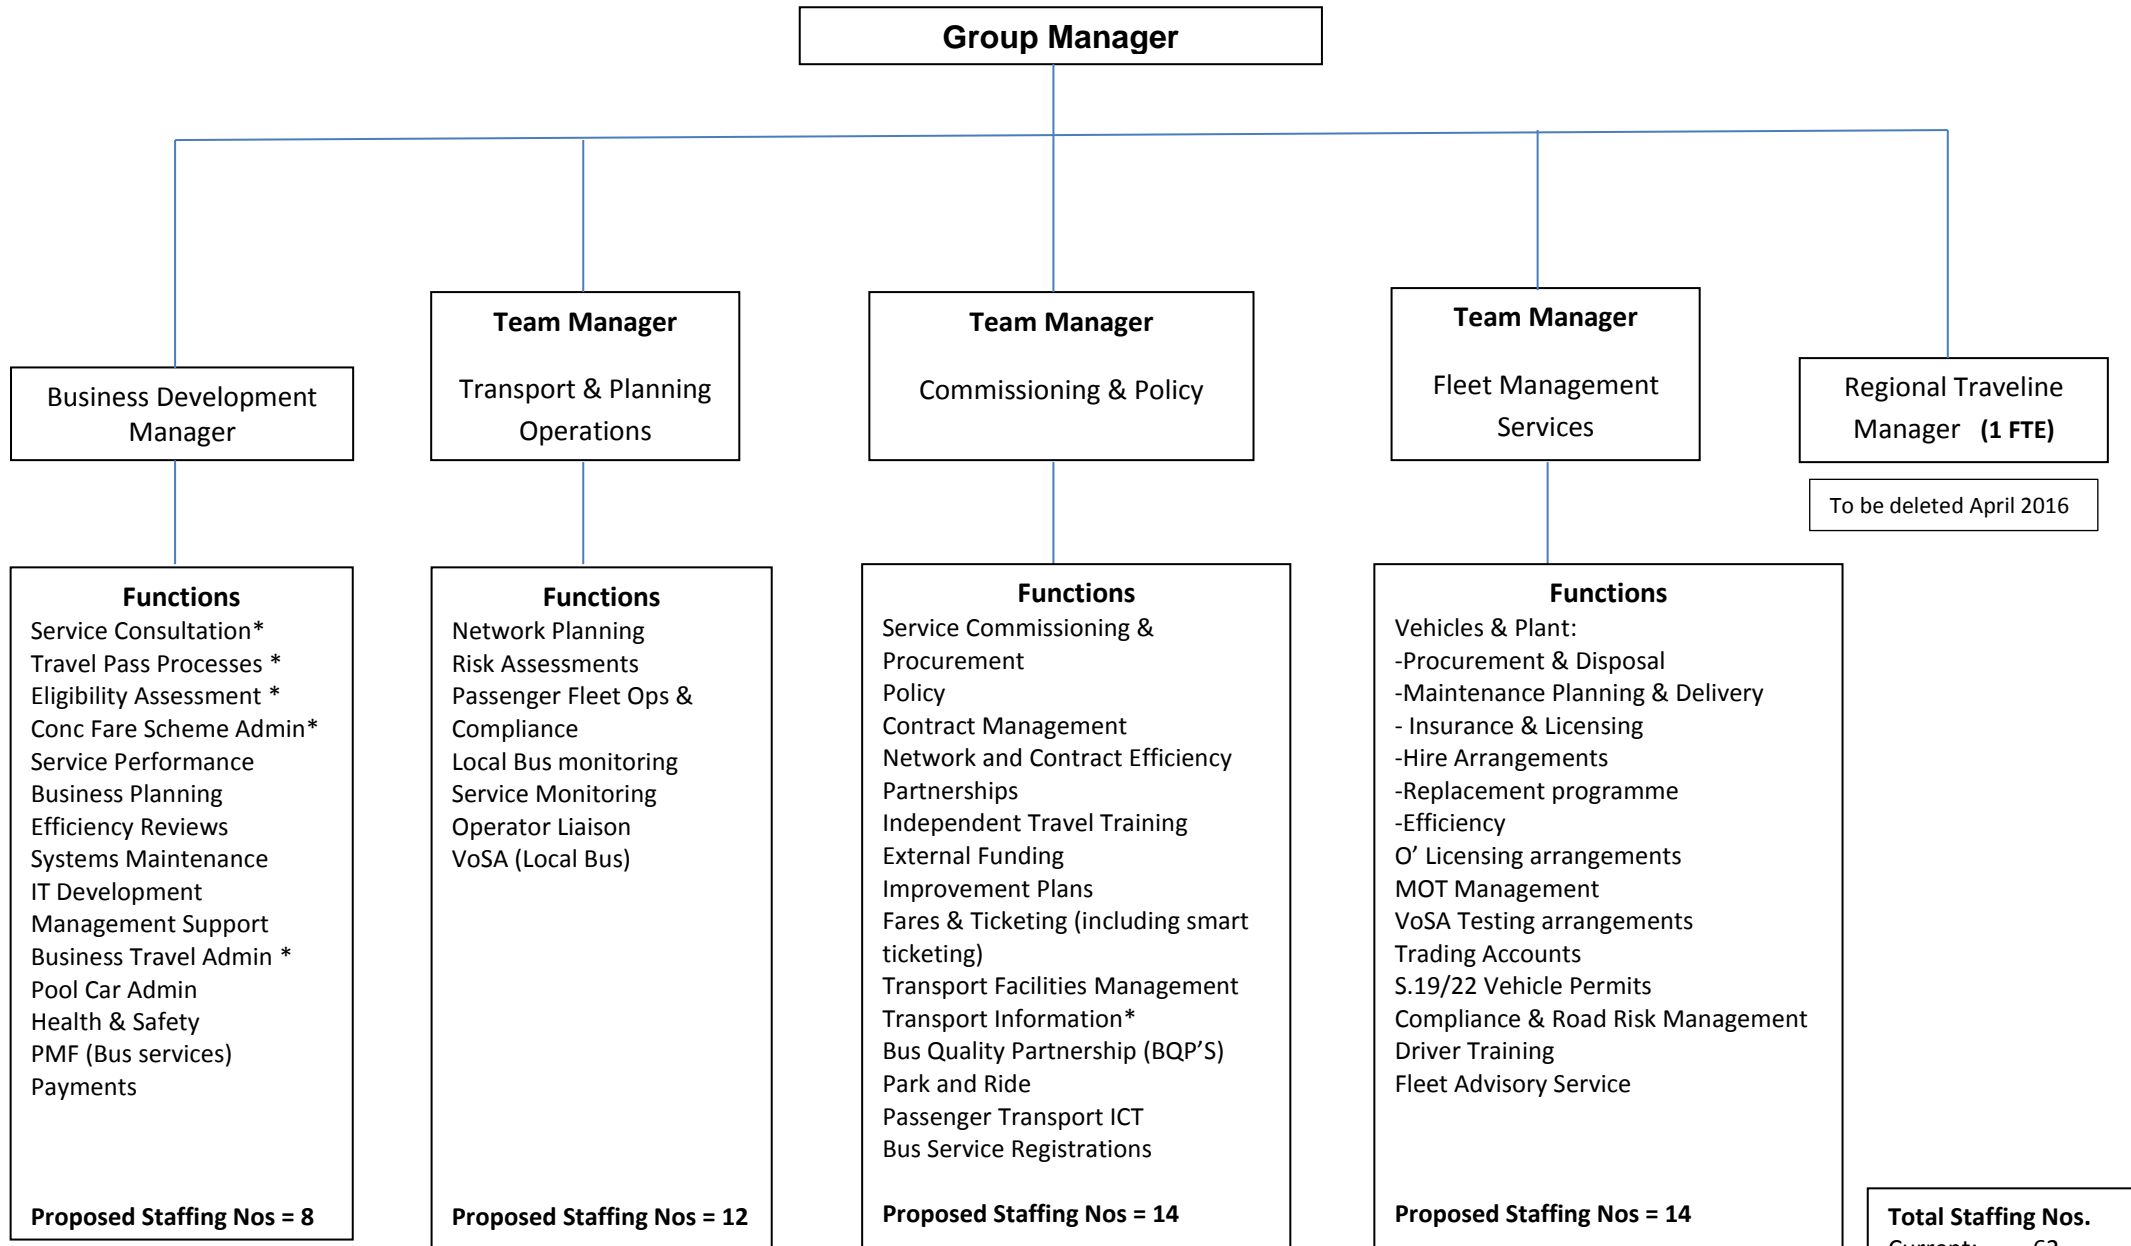 Group Manager
Business Development
Manager
Team Manager
Transport & Planning
Operations
Team Manager
Commissioning & Policy
Team Manager
Fleet Management
Services
Regional Traveline
Manager (1 FTE)
To be deleted April 2016
Functions
Service Consultation*
Travel Pass Processes *
Eligibility Assessment *
Conc Fare Scheme Admin*
Service Performance
Business Planning
Efficiency Reviews
Systems Maintenance
IT Development
Management Support
Business Travel Admin *
Pool Car Admin
Health & Safety
PMF (Bus services)
Payments
Proposed Staffing Nos = 8
Functions
Network Planning
Risk Assessments
Passenger Fleet Ops &
Compliance
Local Bus monitoring
Service Monitoring
Operator Liaison
VoSA (Local Bus)
Proposed Staffing Nos = 12
Functions
Service Commissioning &
Procurement
Policy
Contract Management
Network and Contract Efficiency
Partnerships
Independent Travel Training
External Funding
Improvement Plans
Fares & Ticketing (including smart
ticketing)
Transport Facilities Management
Transport Information*
Bus Quality Partnership (BQP'S)
Park and Ride
Passenger Transport ICT
Bus Service Registrations
Proposed Staffing Nos = 14
Functions
Vehicles & Plant:
-Procurement & Disposal
-Maintenance Planning & Delivery
- Insurance & Licensing
-Hire Arrangements
-Replacement programme
-Efficiency
O' Licensing arrangements
MOT Management
VoSA Testing arrangements
Trading Accounts
S.19/22 Vehicle Permits
Compliance & Road Risk Management
Driver Training
Fleet Advisory Service
Proposed Staffing Nos = 14
Total Staffing Nos.